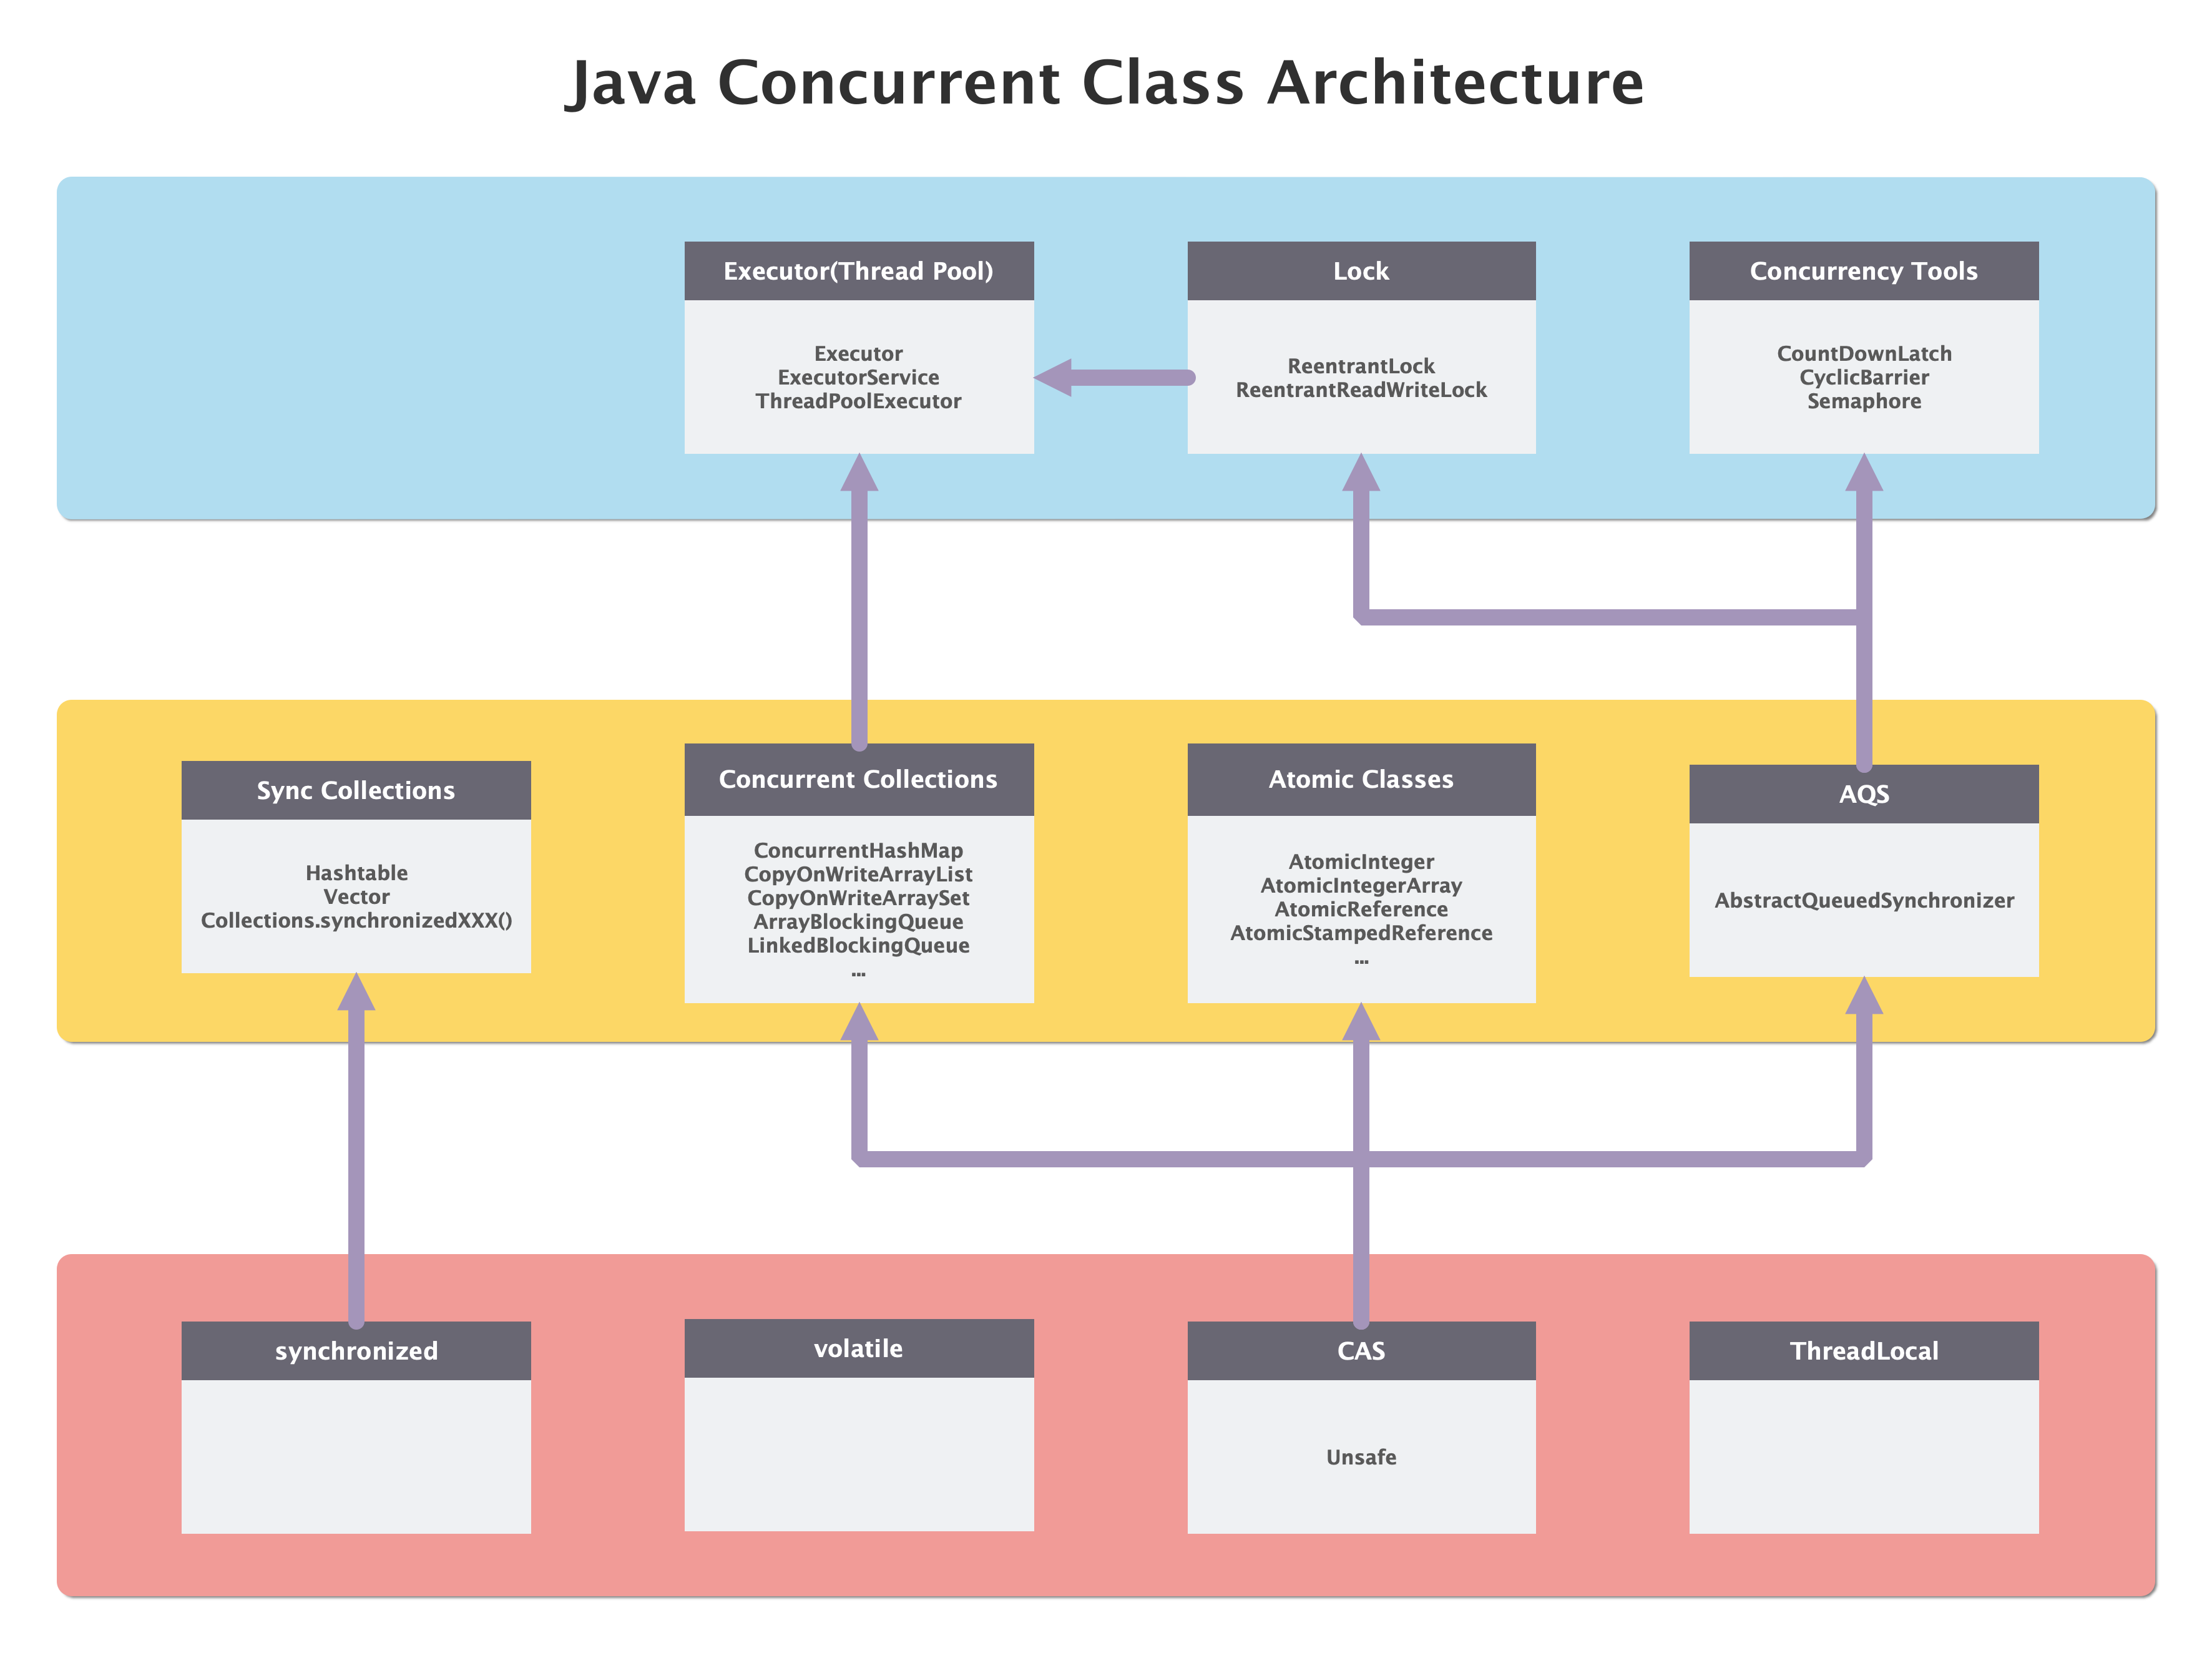 Java Concurrent Class Architecture
Executor(Thread Pool)
Executor
ExecutorService
ThreadPoolExecutor
Lock
ReentrantLock
ReentrantReadWriteLock
Concurrency Tools
CountDownLatch
CyclicBarrier
Semaphore
Sync Collections
Hashtable
Vector
Collections.synchronizedXXX()
Concurrent Collections
ConcurrentHashMap
CopyOnWriteArrayList
CopyOnWriteArraySet
ArrayBlockingQueue
LinkedBlockingQueue
...
Atomic Classes
AtomicInteger
AtomicIntegerArray
AtomicReference
AtomicStampedReference
...
AQS
AbstractQueuedSynchronizer
synchronized
volatile
CAS
Unsafe
ThreadLocal